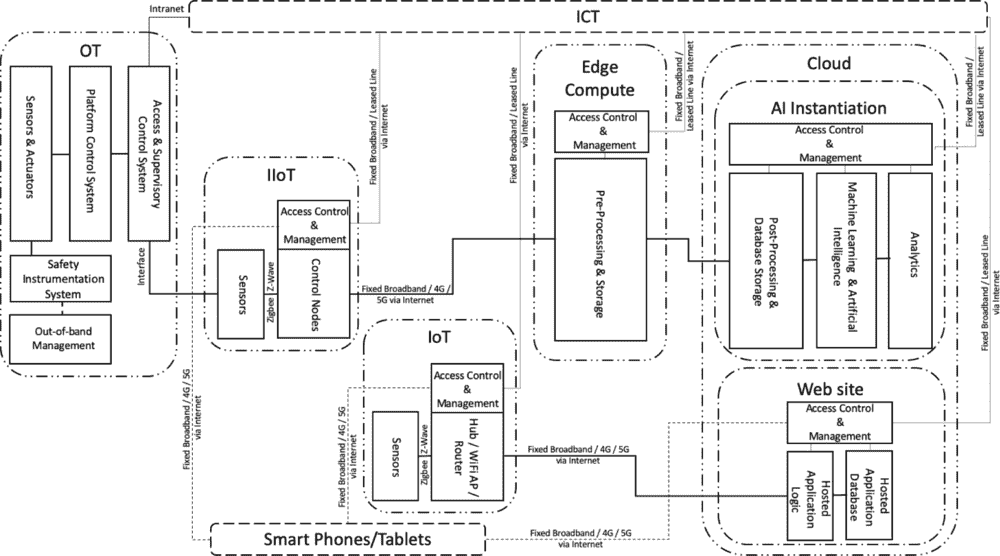 Intranet
ICT
OT
Sensors & Actuators
Platform Control System
Access & Supervisory
Control System
Safety
Instrumentation
System
Out-of-band
Management
Interface
Fixed Broadband / Leased Line
via Internet
IIoT
Access Control
&
Management
Sensors
Zigbee
Z-Wave
Control Nodes
Fixed Broadband / 4G /
5G via Internet
Fixed Broadband / 4G / 5G
via Internet
Fixed Broadband / Leased Line
via Internet
IoT
Access Control
&
Management
Sensors
Zigbee
Z-Wave
Hub / WiFi AP /
Router
Fixed Broadband / 4G / 5G
via Internet
Fixed Broadband / 4G / 5G
via Internet
Edge
Compute
Access Control
&
Management
Pre-Processing & Storage
Fixed Broadband /
Leased Line via Internet
Cloud
AI Instantiation
Access Control
&
Management
Post-Processing &
Database Storage
Machine Learning & Artificial
Intelligence
Analytics
Fixed Broadband /
Leased Line via Internet
Fixed Broadband / Leased Line
via Internet
Web site
Access Control
&
Management
Hosted
Application
Logic
Hosted
Application
Database
Smart Phones/Tablets
Fixed Broadband / 4G / 5G
via Internet